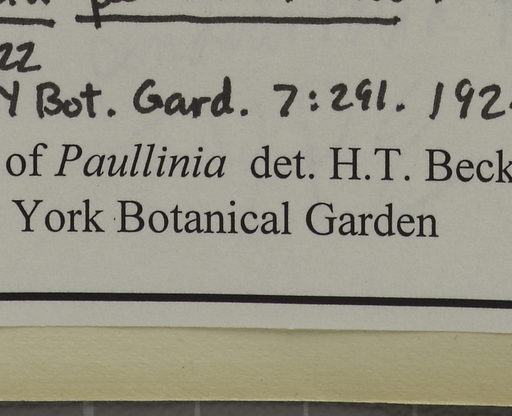 22
Y Bot. Gard. 7:291. 192
of Paullinia det. H.T. Beck
York Botanical Garden